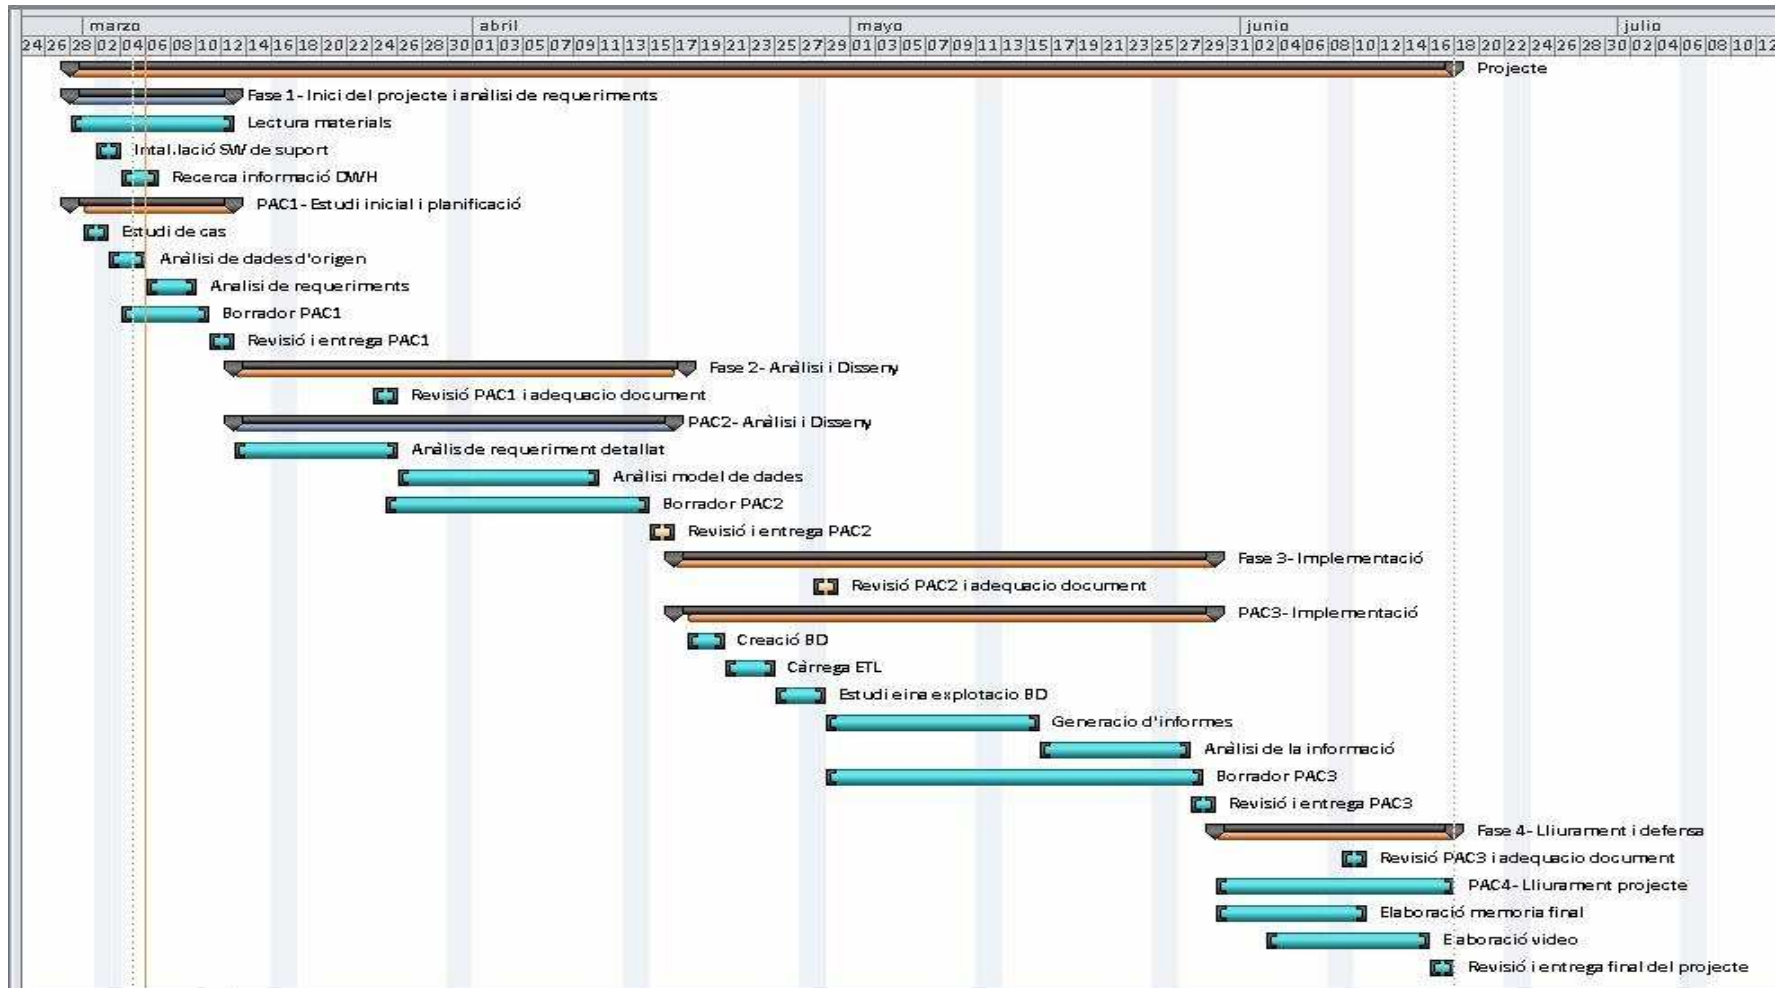 marzo abril mayo junio julio
24 26 28 02 04 06 08 10 12 14 16 18 20 22 24 26 28 30 01 03 05 07 09 11 13 15 17 19 21 23 25 27 29 01 03 05 07 09 11 13 15 17 19 21 23 25 27 29 31 02 04 06 08 10 12 14 16 18 20 22 24 26 28 30 02 04 06 08 10 12
Projecte
Fase 1- Inici del projecte i anàlisi de requeriments
Lectura materials
Intal.lació SW de suport
Recerca informació DWH
PAC1- Estudi inicial i planificació
Estudi de cas
Anàlisi de dades d'origen
Analisi de requeriments
Borrador PAC1
Revisió i entrega PAC1
Fase 2- Anàlisi i Disseny
Revisió PAC1 i adequacio document
PAC2- Anàlisi i Disseny
Anàlis de requeriment detallat
Anàlisi model de dades
Borrador PAC2
Revisió i entrega PAC2
Fase 3- Implementació
Revisió PAC2 i adequacio document
PAC3- Implementació
Creació BD
Càrrega ETL
Estudi eina explotacio BD
Generacio d'informes
Anàlisi de la informació
Borrador PAC3
Revisió i entrega PAC3
Fase 4- Lliurament i defensa
Revisió PAC3 i adequacio document
PAC4- Lliurament projecte
Elaboració memoria final
Elaboració video
Revisió i entrega final del projecte